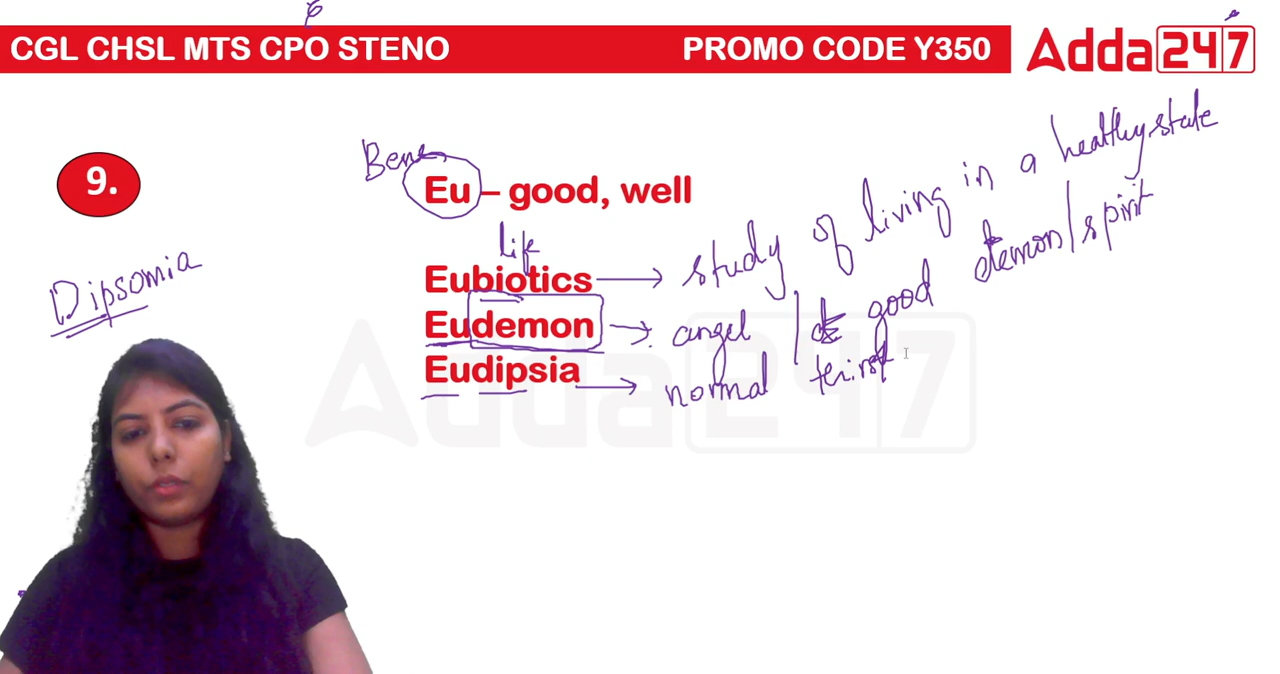 CGL CHSL MTS CPO STENO PROMO CODE Y350 Adda247
9. Bene
Eu – good, well
life
Eubiotics → study of living in a healthy state
Eudemon → angel / good demon/spirit
Eudipsia → normal thirst
Dipsomia
Adda247